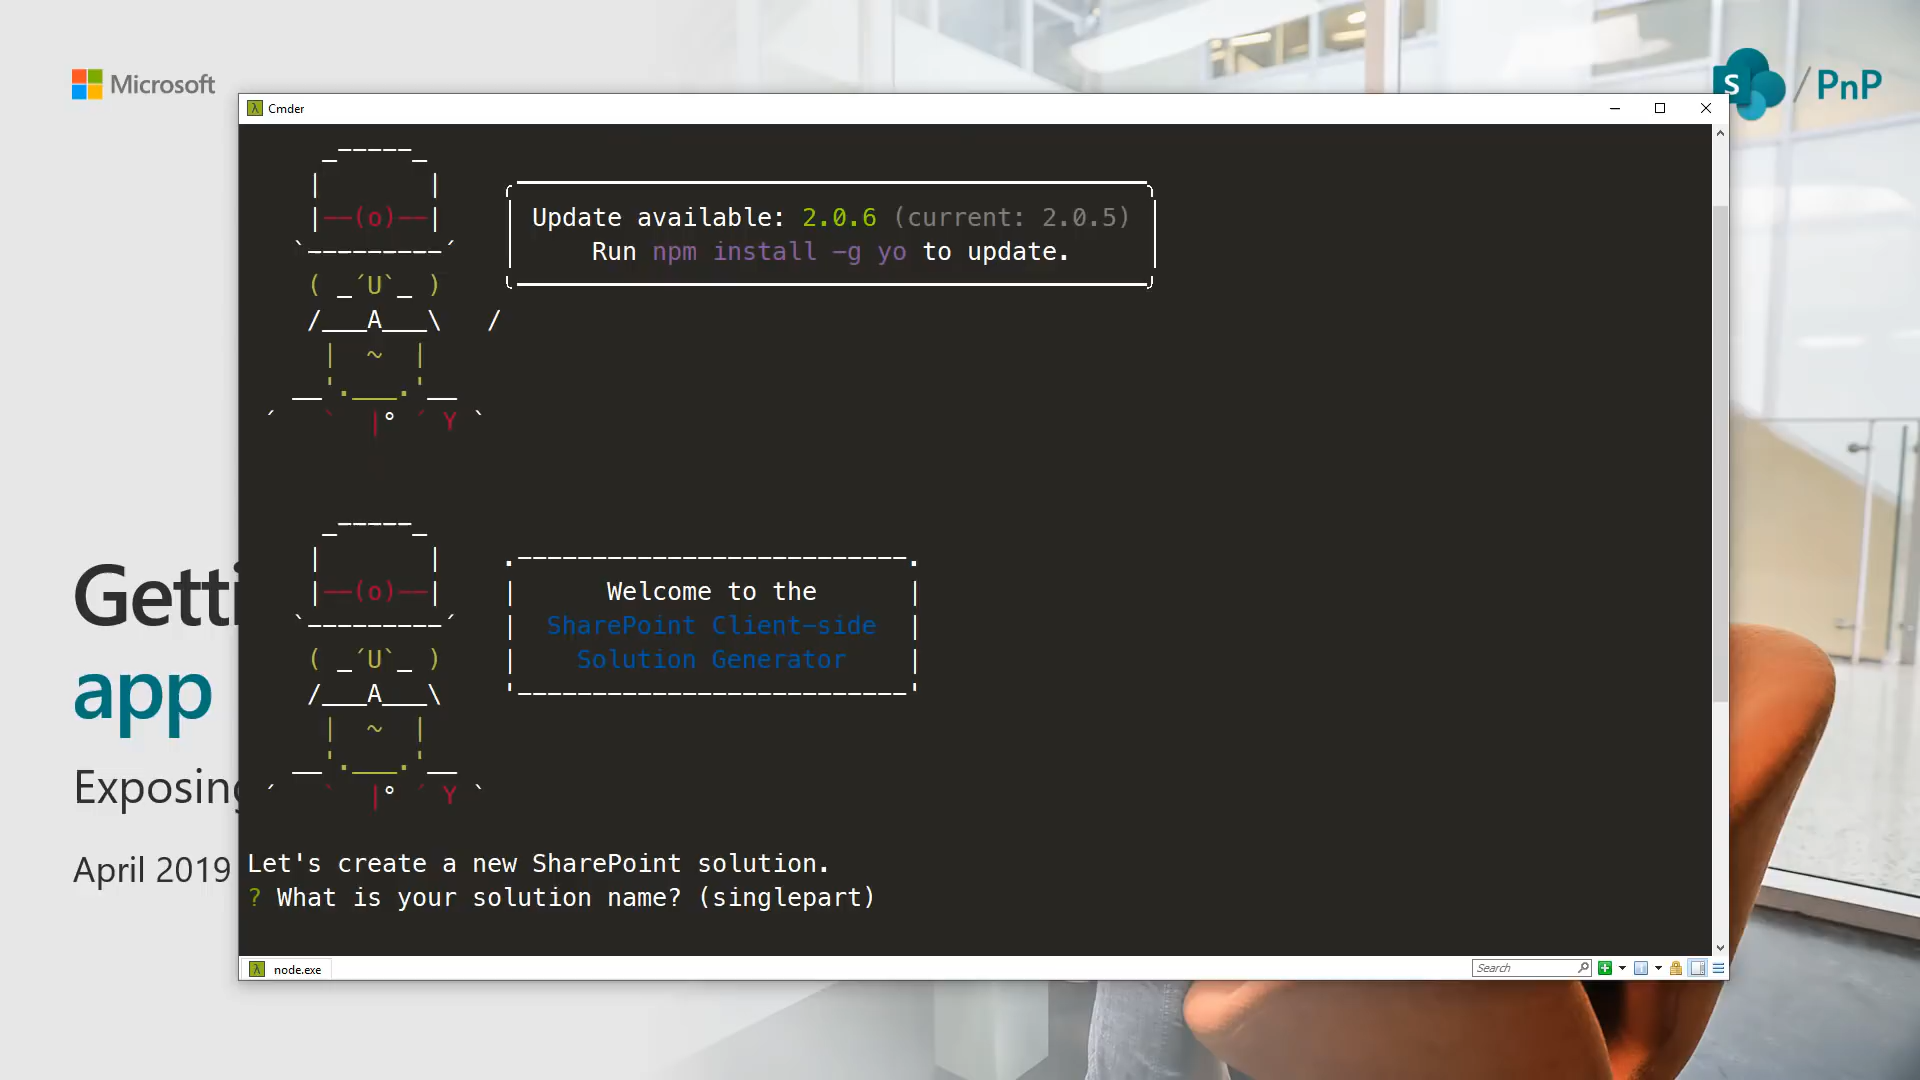 Microsoft
S / PnP
Cmder
Update available: 2.0.6 (current: 2.0.5)
Run npm install -g yo to update.
Welcome to the
SharePoint Client-side
Solution Generator
Getti
app
Exposing
April 2019
Let's create a new SharePoint solution.
? What is your solution name? (singlepart)
node.exe
Search